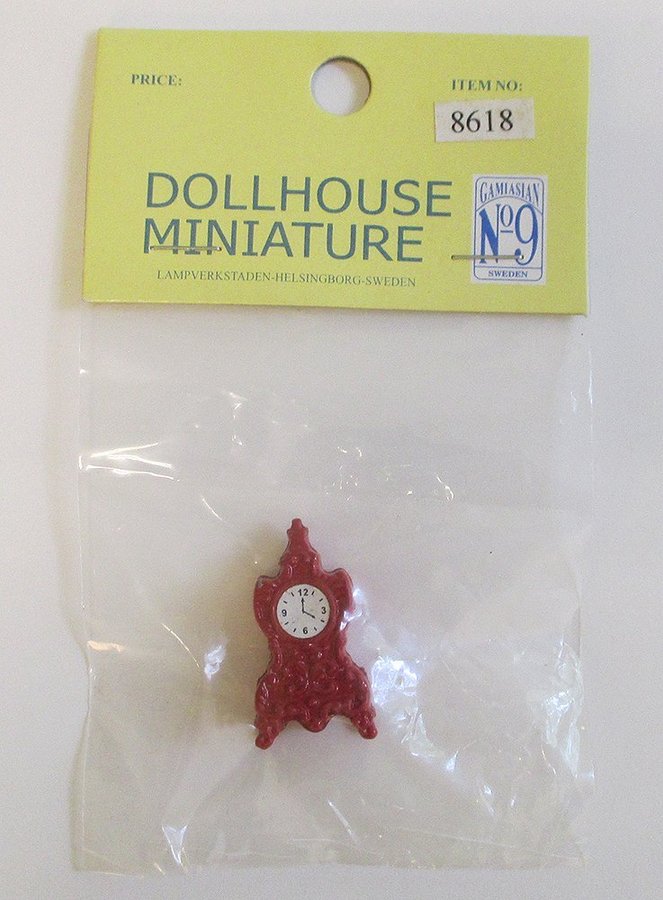 PRICE:
ITEM NO:
8618
DOLLHOUSE
MINIATURE
LAMPVERKSTADEN-HELSINGBORG-SWEDEN
GAMIASIAN
No9
SWEDEN
12
9 3
6